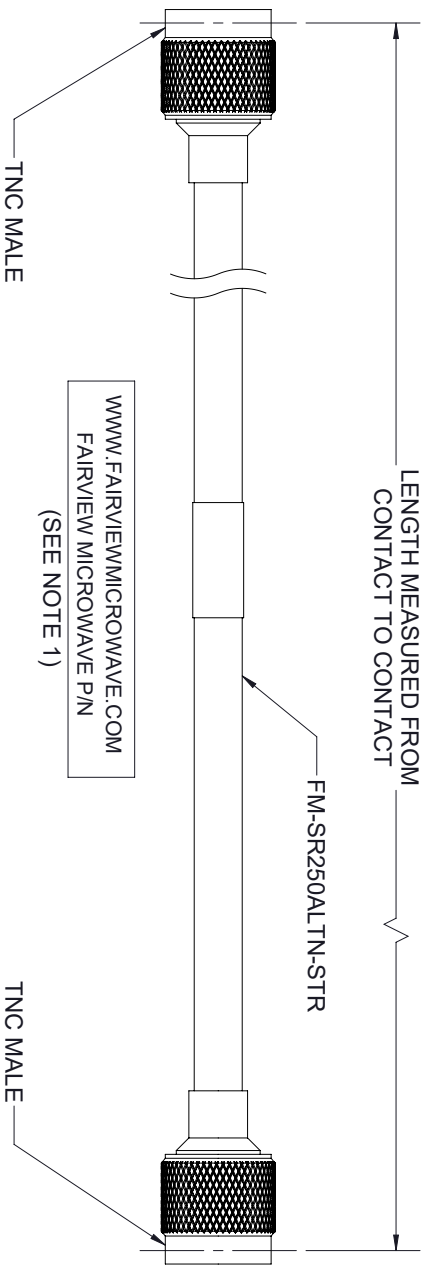 LENGTH MEASURED FROM
CONTACT TO CONTACT
FM-SR250ALTN-STR
TNC MALE
WWW.FAIRVIEWMICROWAVE.COM
FAIRVIEW MICROWAVE P/N
(SEE NOTE 1)
TNC MALE